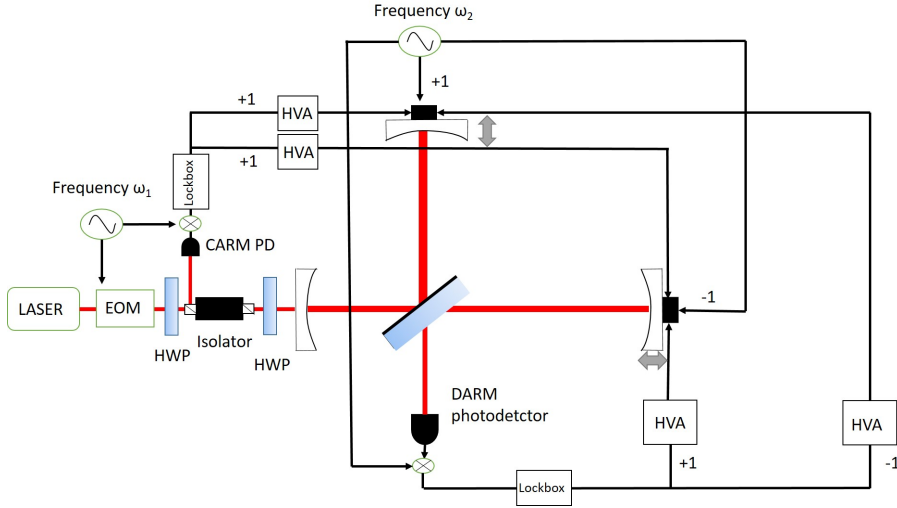 Frequency ω₂
+1
+1
HVA
HVA
+1
Lockbox
Frequency ω₁
CARM PD
LASER
EOM
-1
Isolator
HWP
HWP
DARM
photodetctor
HVA
HVA
+1
-1
Lockbox